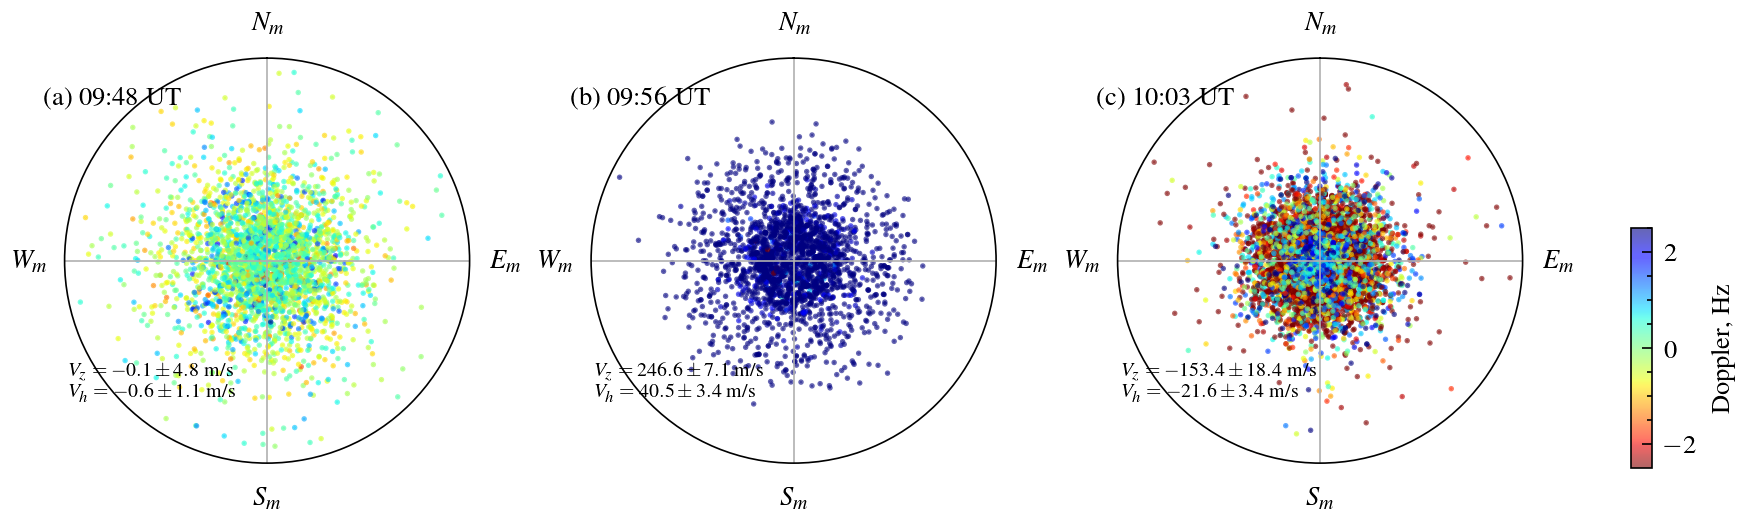 N_m N_m N_m
(a) 09:48 UT (b) 09:56 UT (c) 10:03 UT
W_m E_m W_m E_m W_m E_m
V_z = −0.1 ± 4.8 m/s V_z = 246.6 ± 7.1 m/s V_z = −153.4 ± 18.4 m/s
V_h = −0.6 ± 1.1 m/s V_h = 40.5 ± 3.4 m/s V_h = −21.6 ± 3.4 m/s
S_m S_m S_m
2
0
−2
Doppler, Hz